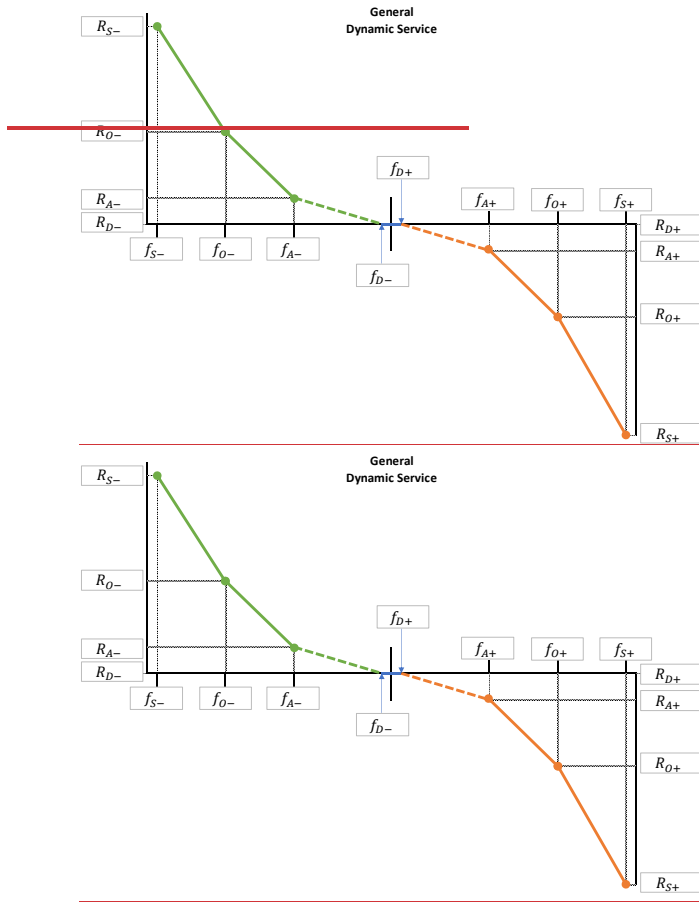 General
Dynamic Service
R_{S−}
R_{O−}
f_{D+}
R_{A−}
f_{A+}
f_{O+}
f_{S+}
R_{D−}
R_{D+}
f_{S−}
f_{O−}
f_{A−}
R_{A+}
f_{D−}
R_{O+}
R_{S+}
General
Dynamic Service
R_{S−}
R_{O−}
f_{D+}
R_{A−}
f_{A+}
f_{O+}
f_{S+}
R_{D−}
R_{D+}
f_{S−}
f_{O−}
f_{A−}
R_{A+}
f_{D−}
R_{O+}
R_{S+}